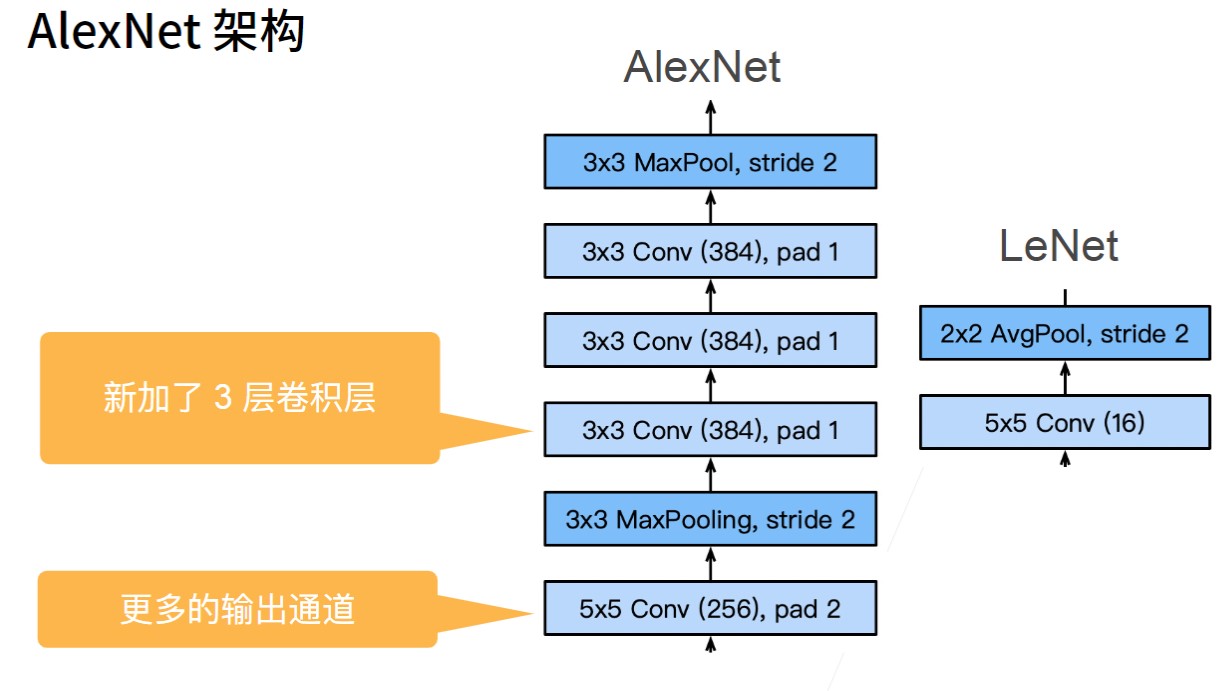 AlexNet 架构
AlexNet
3x3 MaxPool, stride 2
3x3 Conv (384), pad 1
3x3 Conv (384), pad 1
新加了 3 层卷积层
3x3 Conv (384), pad 1
3x3 MaxPooling, stride 2
更多的输出通道
5x5 Conv (256), pad 2
LeNet
2x2 AvgPool, stride 2
5x5 Conv (16)